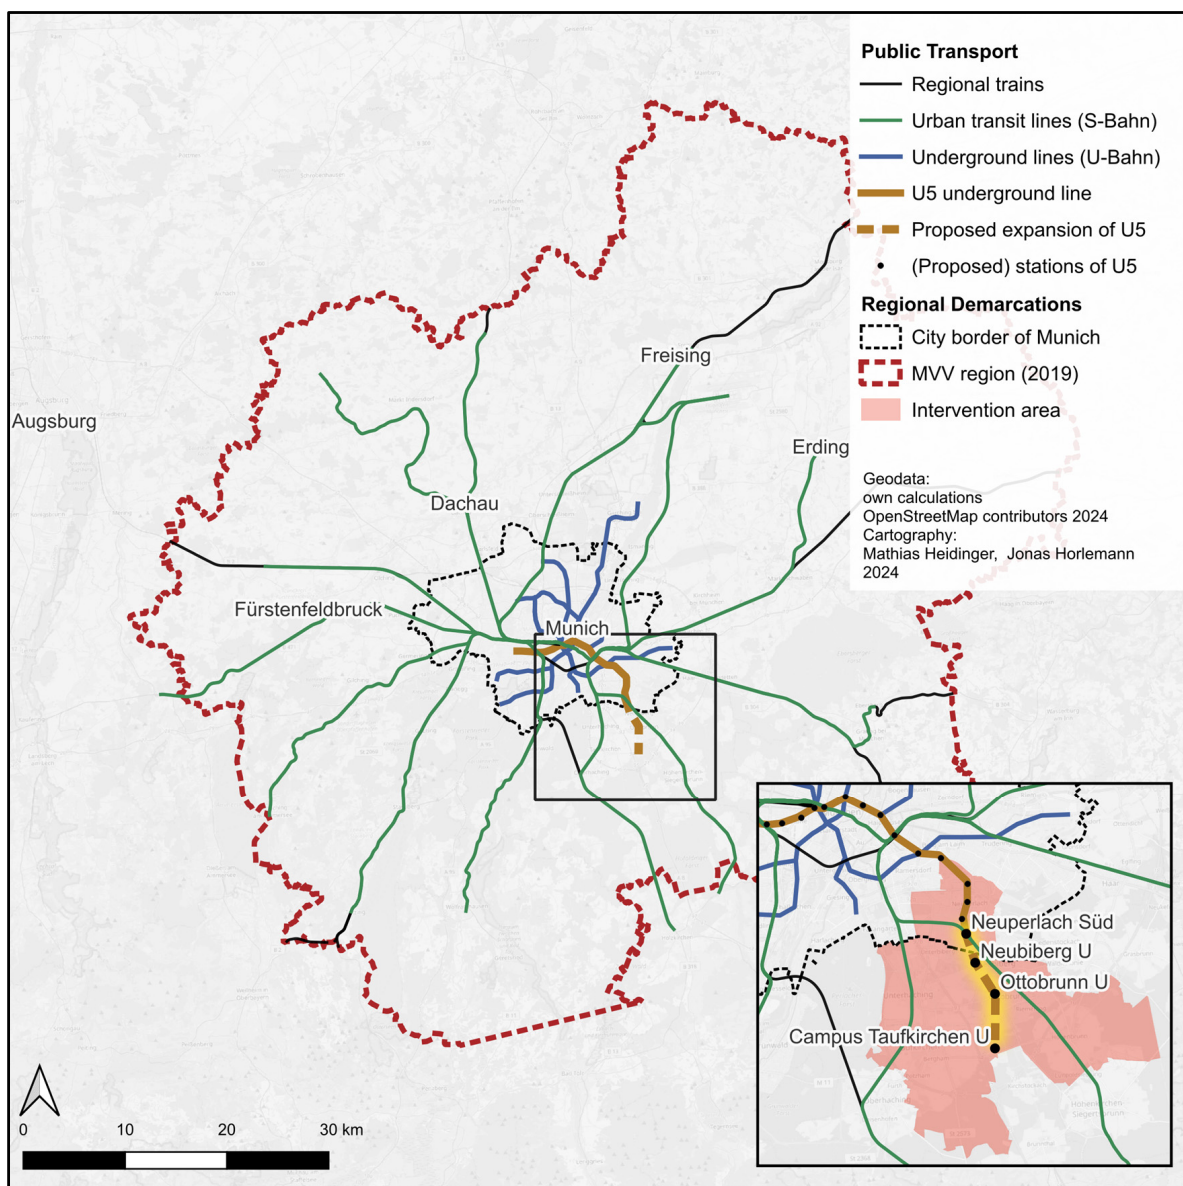 Public Transport
Regional trains
Urban transit lines (S-Bahn)
Underground lines (U-Bahn)
U5 underground line
Proposed expansion of U5
(Proposed) stations of U5
Regional Demarcations
City border of Munich
MVV region (2019)
Intervention area
Geodata:
own calculations
OpenStreetMap contributors 2024
Cartography:
Mathias Heidinger, Jonas Horlemann
2024
Freising
Augsburg
Erding
Dachau
Fürstenfeldbruck
Munich
Neuperlach Süd
Neubiberg U
Ottobrunn U
Campus Taufkirchen U
0 10 20 30 km